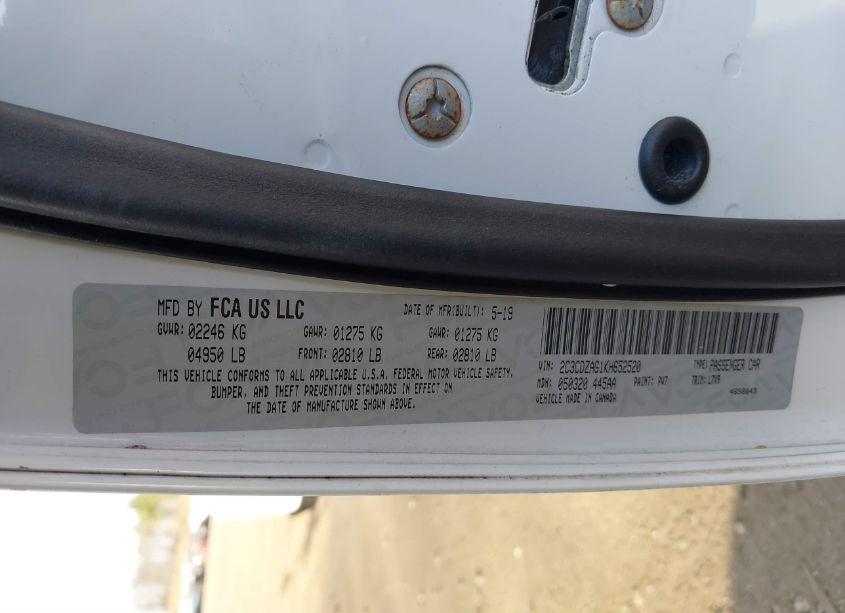 MFD BY FCA US LLC DATE OF MFR(BUILT): 5-19
GVWR: 02246 KG GAWR: 01275 KG GAWR: 01275 KG
04950 LB FRONT: 02810 LB REAR: 02810 LB
THIS VEHICLE CONFORMS TO ALL APPLICABLE U.S.A. FEDERAL MOTOR VEHICLE SAFETY,
BUMPER, AND THEFT PREVENTION STANDARDS IN EFFECT ON
THE DATE OF MANUFACTURE SHOWN ABOVE.
VIN: 2C3CDZAG1KH652520 TYPE: PASSENGER CAR
MDH: 050320 445AA PAINT: PW7 TRIM: L7X9
VEHICLE MADE IN CANADA